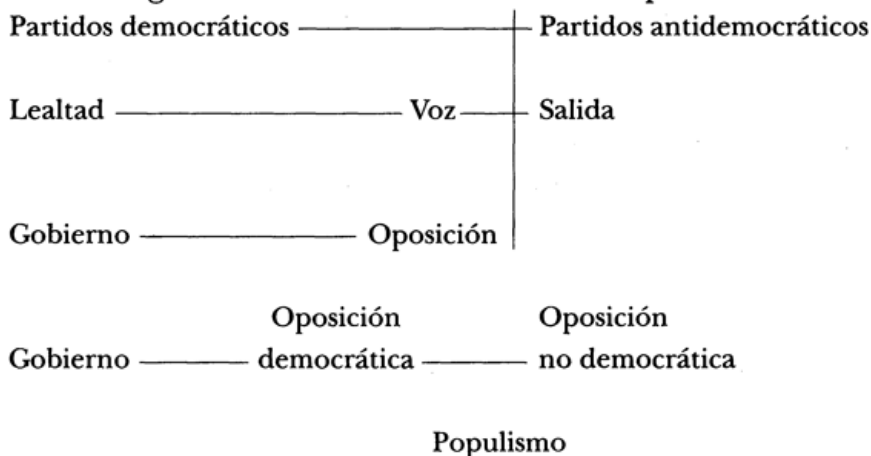 Partidos democráticos Partidos antidemocráticos
Lealtad Voz Salida
Gobierno Oposición
Oposición Oposición
Gobierno democrática no democrática
Populismo